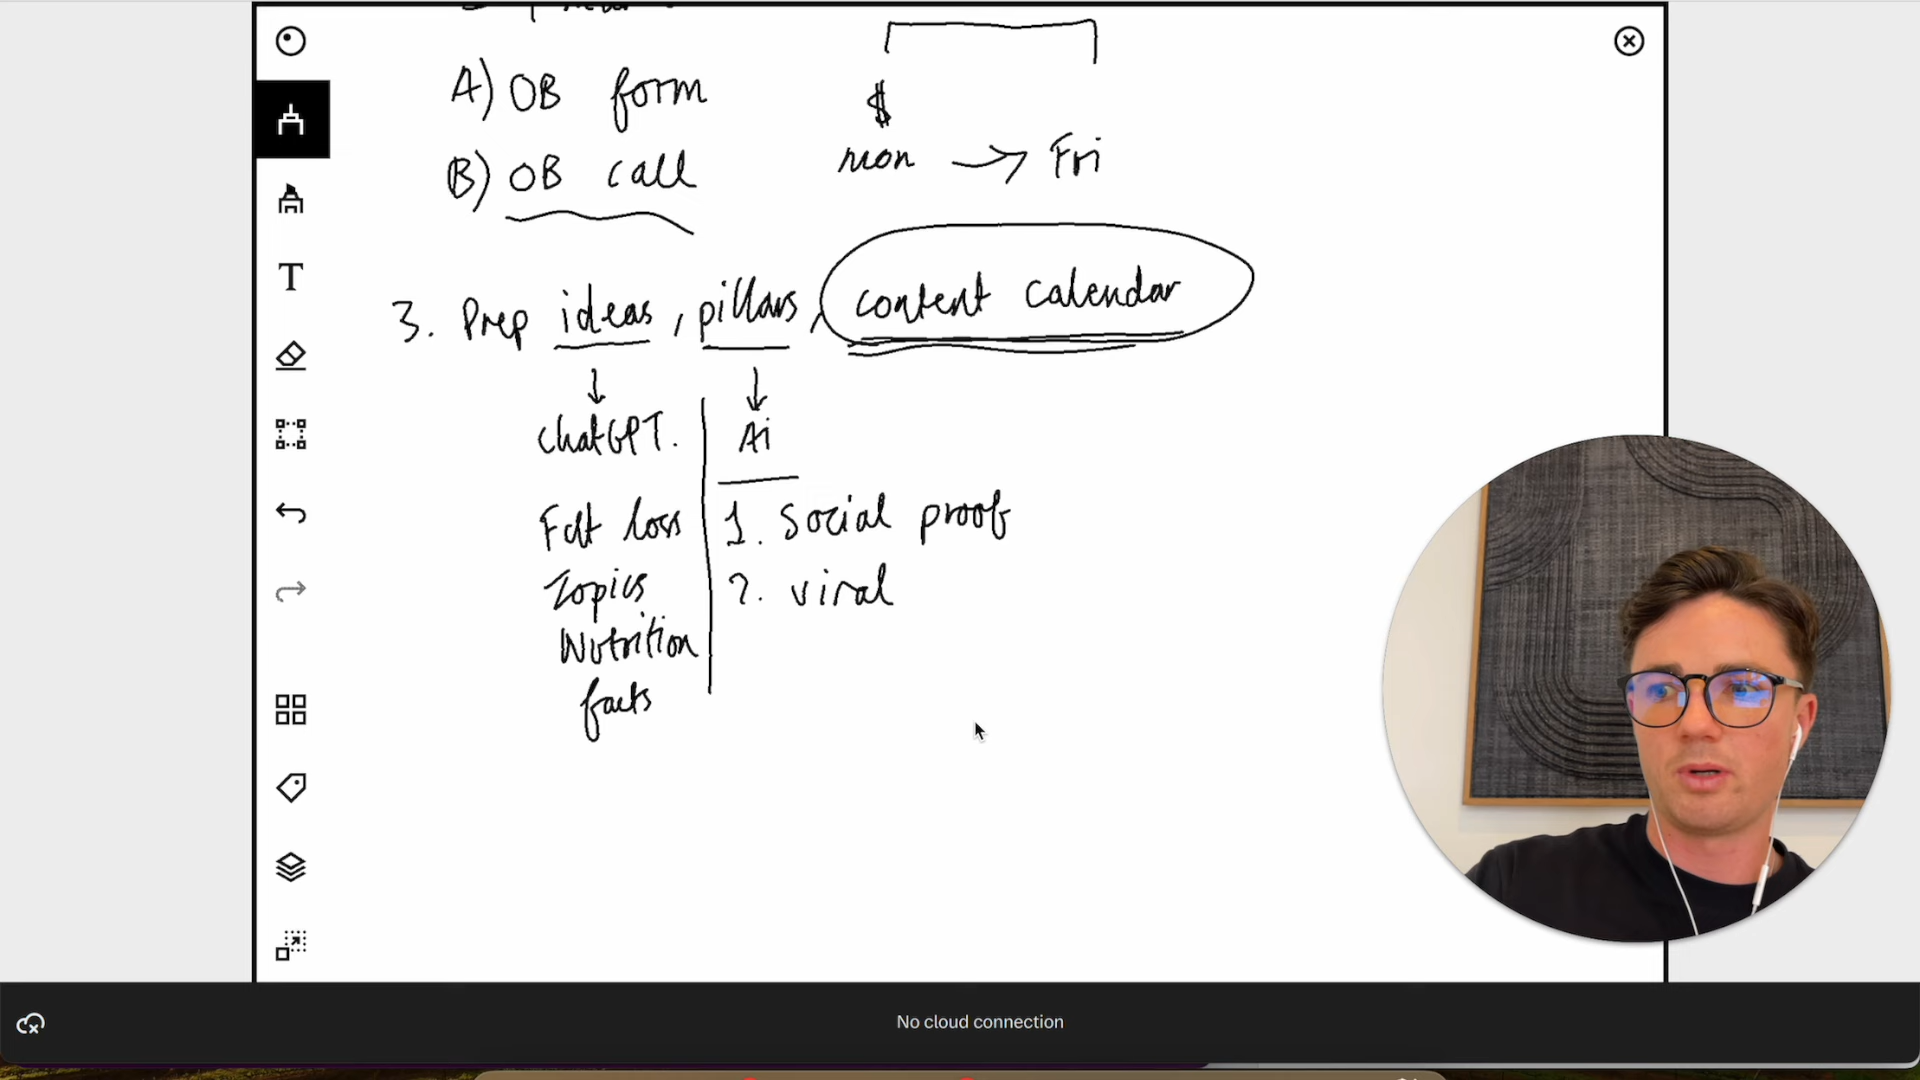 A) OB form
B) OB call
$
Mon → Fri
3. Prep ideas, pillars, content calendar
ChatGPT.
Fat loss
Topics
Nutrition
facts
Ai
1. Social proof
2. viral
T
No cloud connection